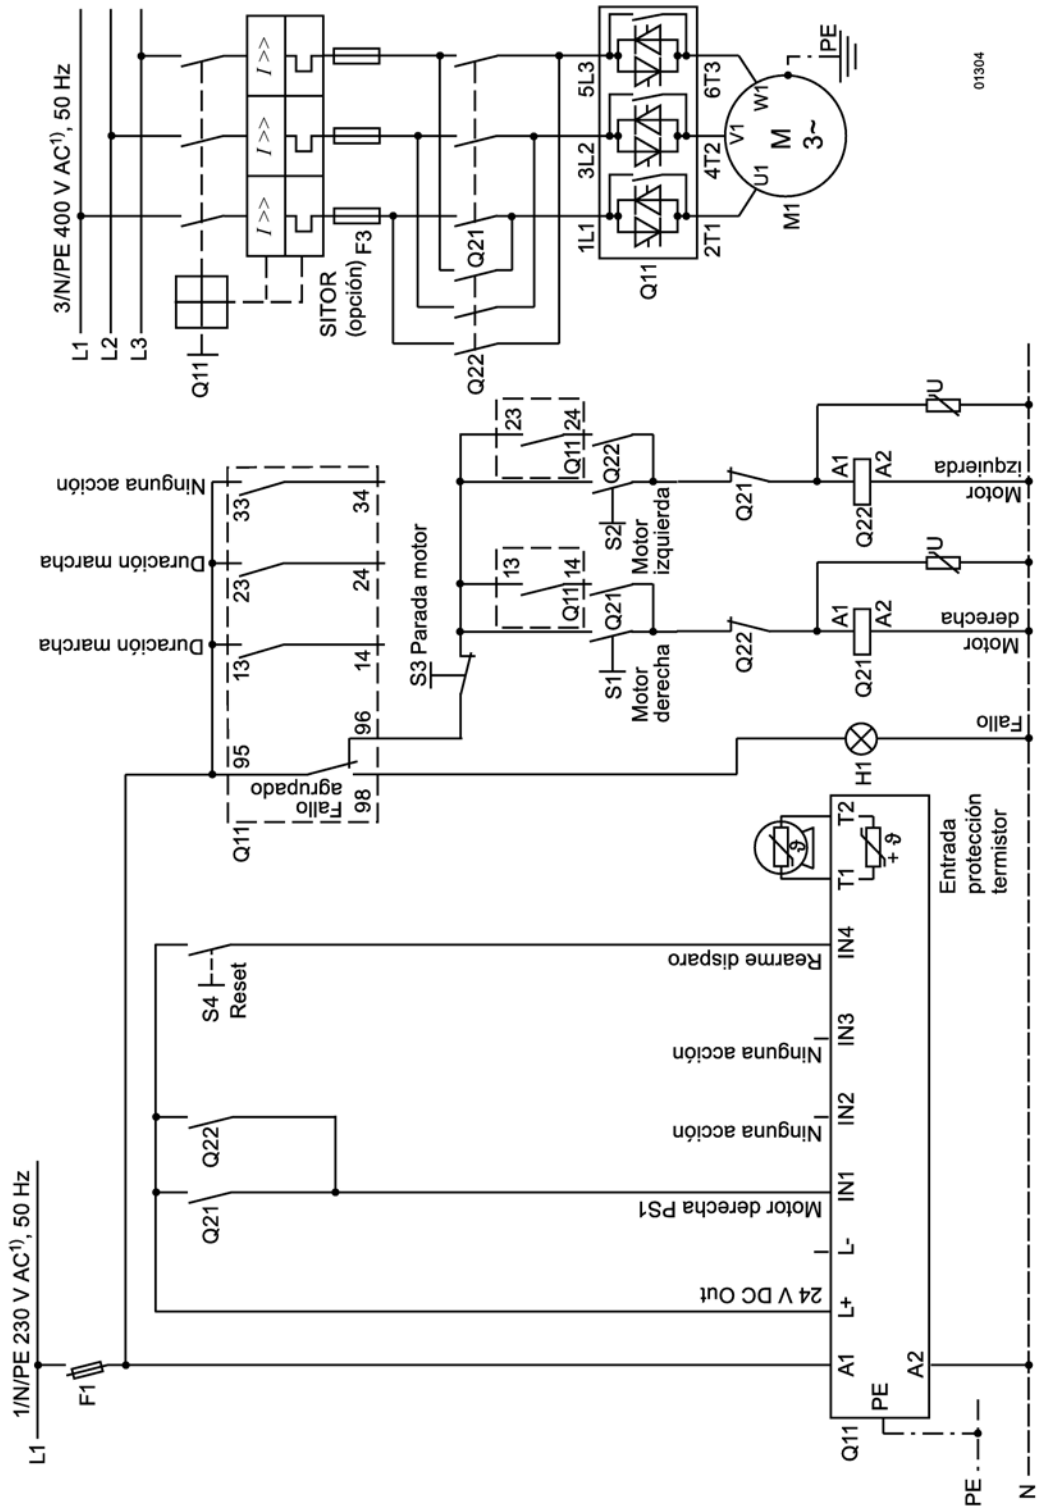 1/N/PE 230 V AC1), 50 Hz
L1
F1
Q21
Q22
S4
Reset
24 V DC Out
Motor derecha PS1
Ninguna acción
Ninguna acción
Rearme disparo
A1
L+
L-
IN1
IN2
IN3
IN4
T1
T2
ϑ
+ ϑ
Q11
PE
A2
Entrada
protección
termistor
PE
N
Q11
95
Fallo
agrupado
98
96
13
14
23
24
33
34
Duración marcha
Duración marcha
Ninguna acción
S3 Parada motor
H1
Fallo
13
14
Q11
Q21
S1
Motor
derecha
Q22
Q21
A1
A2
U
Motor
derecha
23
24
Q11
Q22
S2
Motor
izquierda
Q21
Q22
A1
A2
U
Motor
izquierda
3/N/PE 400 V AC1), 50 Hz
L1
L2
L3
Q11
I >>
I >>
I >>
SITOR
(opción)
F3
Q21
Q22
1L1
3L2
5L3
Q11
2T1
4T2
6T3
U1
V1
W1
M
3~
M1
PE
01304